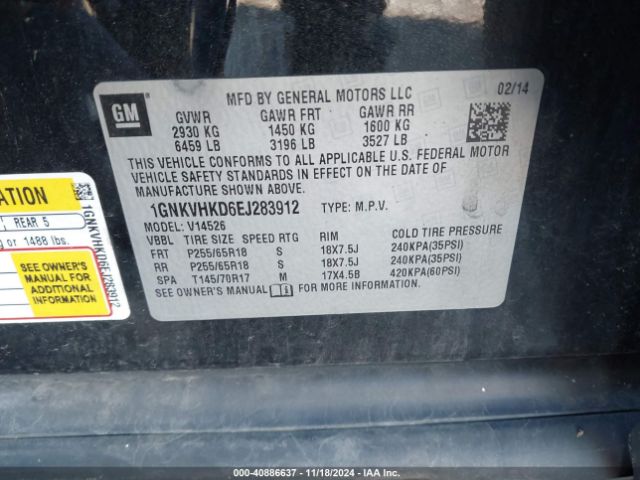 GM
MFD BY GENERAL MOTORS LLC
02/14
GVWR GAWR FRT GAWR RR
2930 KG 1450 KG 1600 KG
6459 LB 3196 LB 3527 LB
THIS VEHICLE CONFORMS TO ALL APPLICABLE U.S. FEDERAL MOTOR
VEHICLE SAFETY STANDARDS IN EFFECT ON THE DATE OF
MANUFACTURE SHOWN ABOVE.
1GNKVHKD6EJ283912 TYPE: M.P.V.
MODEL: V14526
VBBL TIRE SIZE SPEED RTG RIM COLD TIRE PRESSURE
FRT P255/65R18 S 18X7.5J 240KPA(35PSI)
RR P255/65R18 S 18X7.5J 240KPA(35PSI)
SPA T145/70R17 M 17X4.5B 420KPA(60PSI)
SEE OWNER'S MANUAL FOR MORE INFORMATION.
ATION
REAR 5
or 1488 lbs.
SEE OWNER'S
MANUAL FOR
ADDITIONAL
INFORMATION
1GNKVHKD6EJ283912
000-40886637 - 11/18/2024 - IAAI.COM